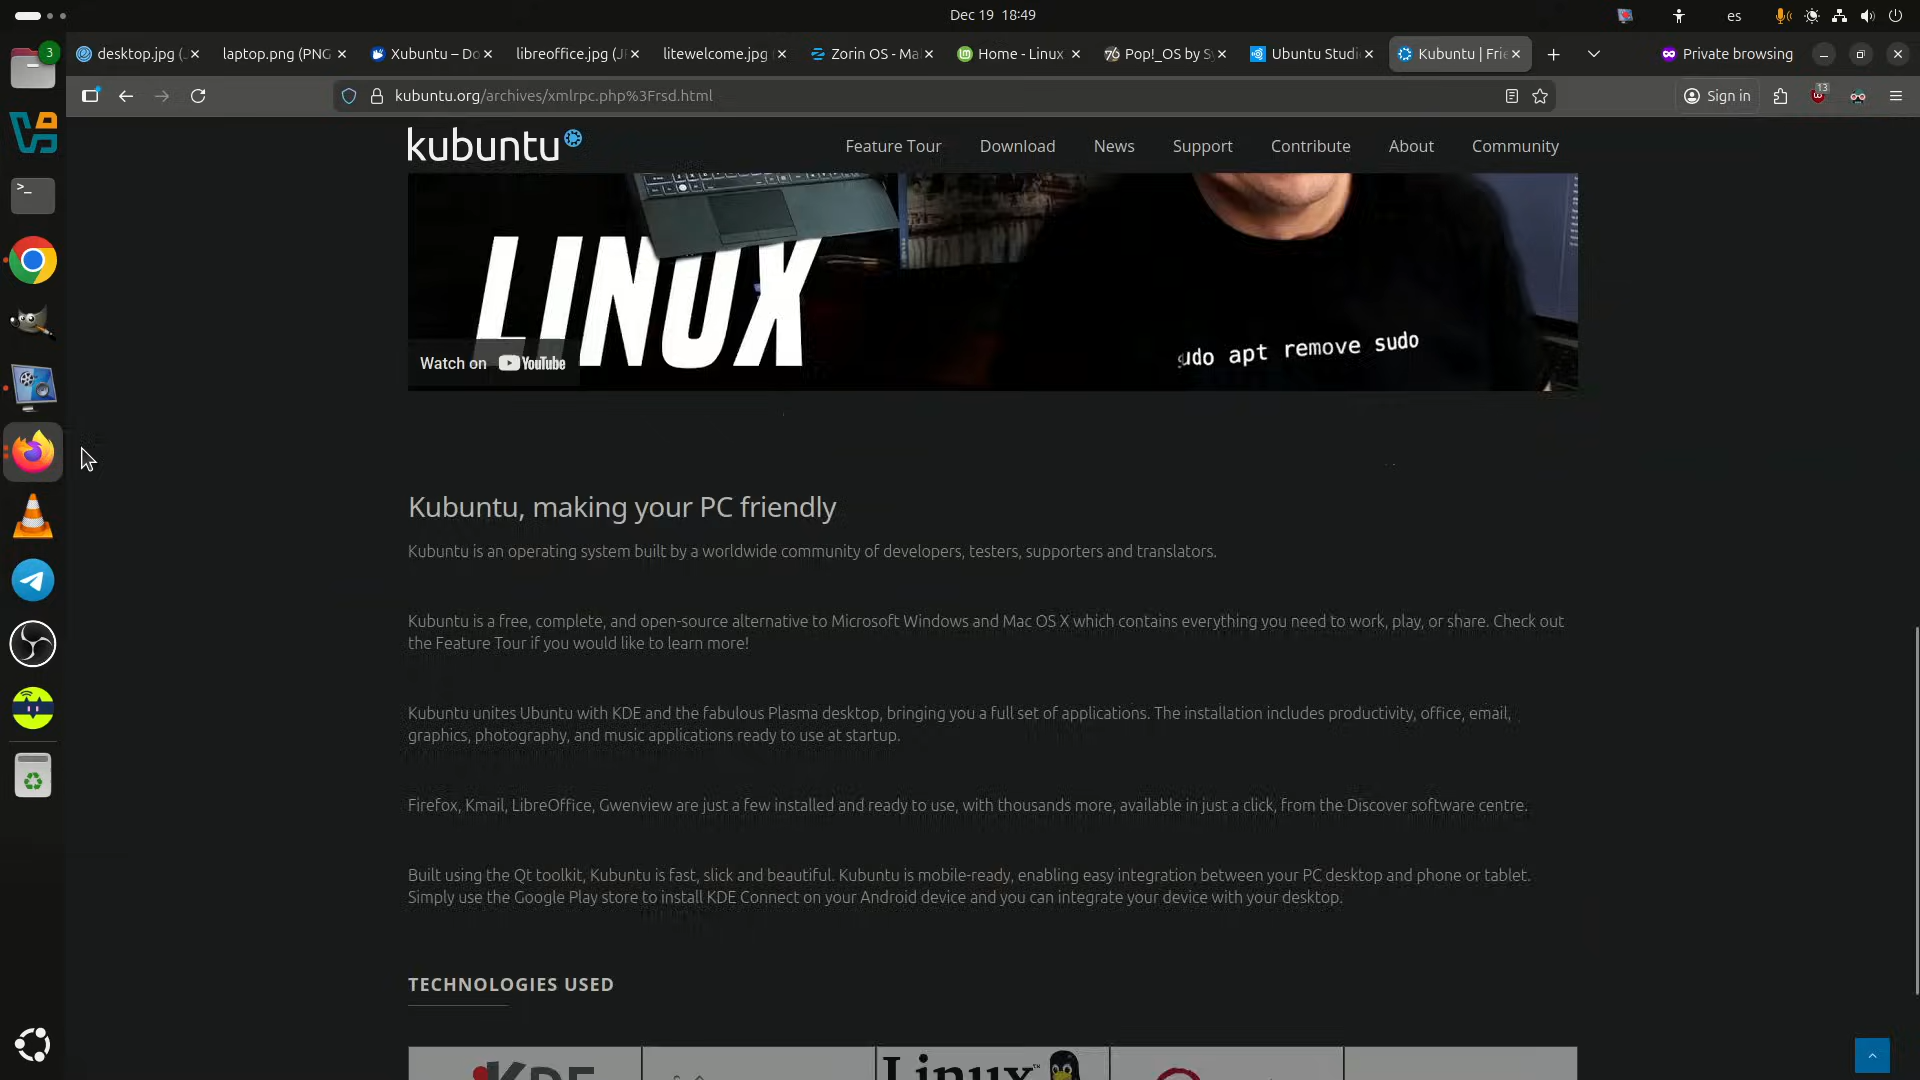 Dec 19 18:49
es
3
desktop.jpg (J
laptop.png (PNG
Xubuntu – Do
libreoffice.jpg (JP
litewelcome.jpg
Zorin OS - Mak
Home - Linux
Pop!_OS by Sy
Ubuntu Studi
Kubuntu | Frie
Private browsing
kubuntu.org/archives/xmlrpc.php%3Frsd.html
Sign in
13
kubuntu
Feature Tour
Download
News
Support
Contribute
About
Community
LINUX
Watch on YouTube
sudo apt remove sudo
Kubuntu, making your PC friendly
Kubuntu is an operating system built by a worldwide community of developers, testers, supporters and translators.
Kubuntu is a free, complete, and open-source alternative to Microsoft Windows and Mac OS X which contains everything you need to work, play, or share. Check out
the Feature Tour if you would like to learn more!
Kubuntu unites Ubuntu with KDE and the fabulous Plasma desktop, bringing you a full set of applications. The installation includes productivity, office, email,
graphics, photography, and music applications ready to use at startup.
Firefox, Kmail, LibreOffice, Gwenview are just a few installed and ready to use, with thousands more, available in just a click, from the Discover software centre.
Built using the Qt toolkit, Kubuntu is fast, slick and beautiful. Kubuntu is mobile-ready, enabling easy integration between your PC desktop and phone or tablet.
Simply use the Google Play store to install KDE Connect on your Android device and you can integrate your device with your desktop.
TECHNOLOGIES USED
KDE
Linux